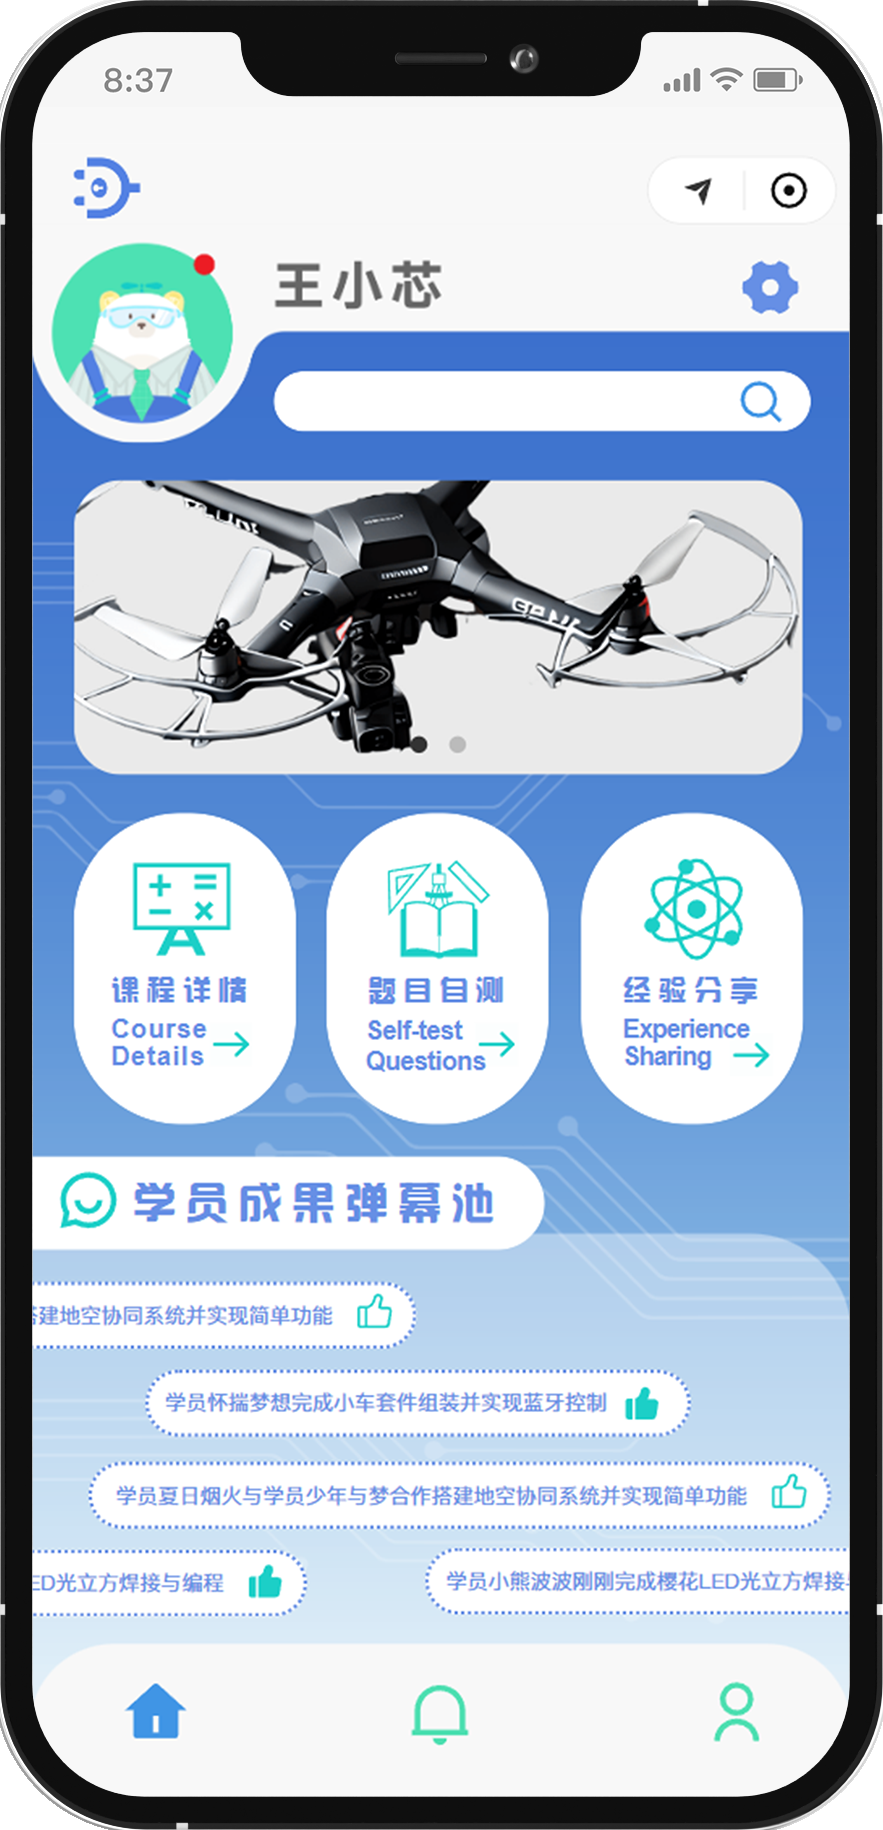 8:37
王小芯
课程详情
Course
Details
题目自测
Self-test
Questions
经验分享
Experience
Sharing
学员成果弹幕池
建地空协同系统并实现简单功能
学员怀揣梦想完成小车套件组装并实现蓝牙控制
学员夏日烟火与学员少年与梦合作搭建地空协同系统并实现简单功能
ED光立方焊接与编程
学员小熊波波刚刚完成樱花LED光立方焊接